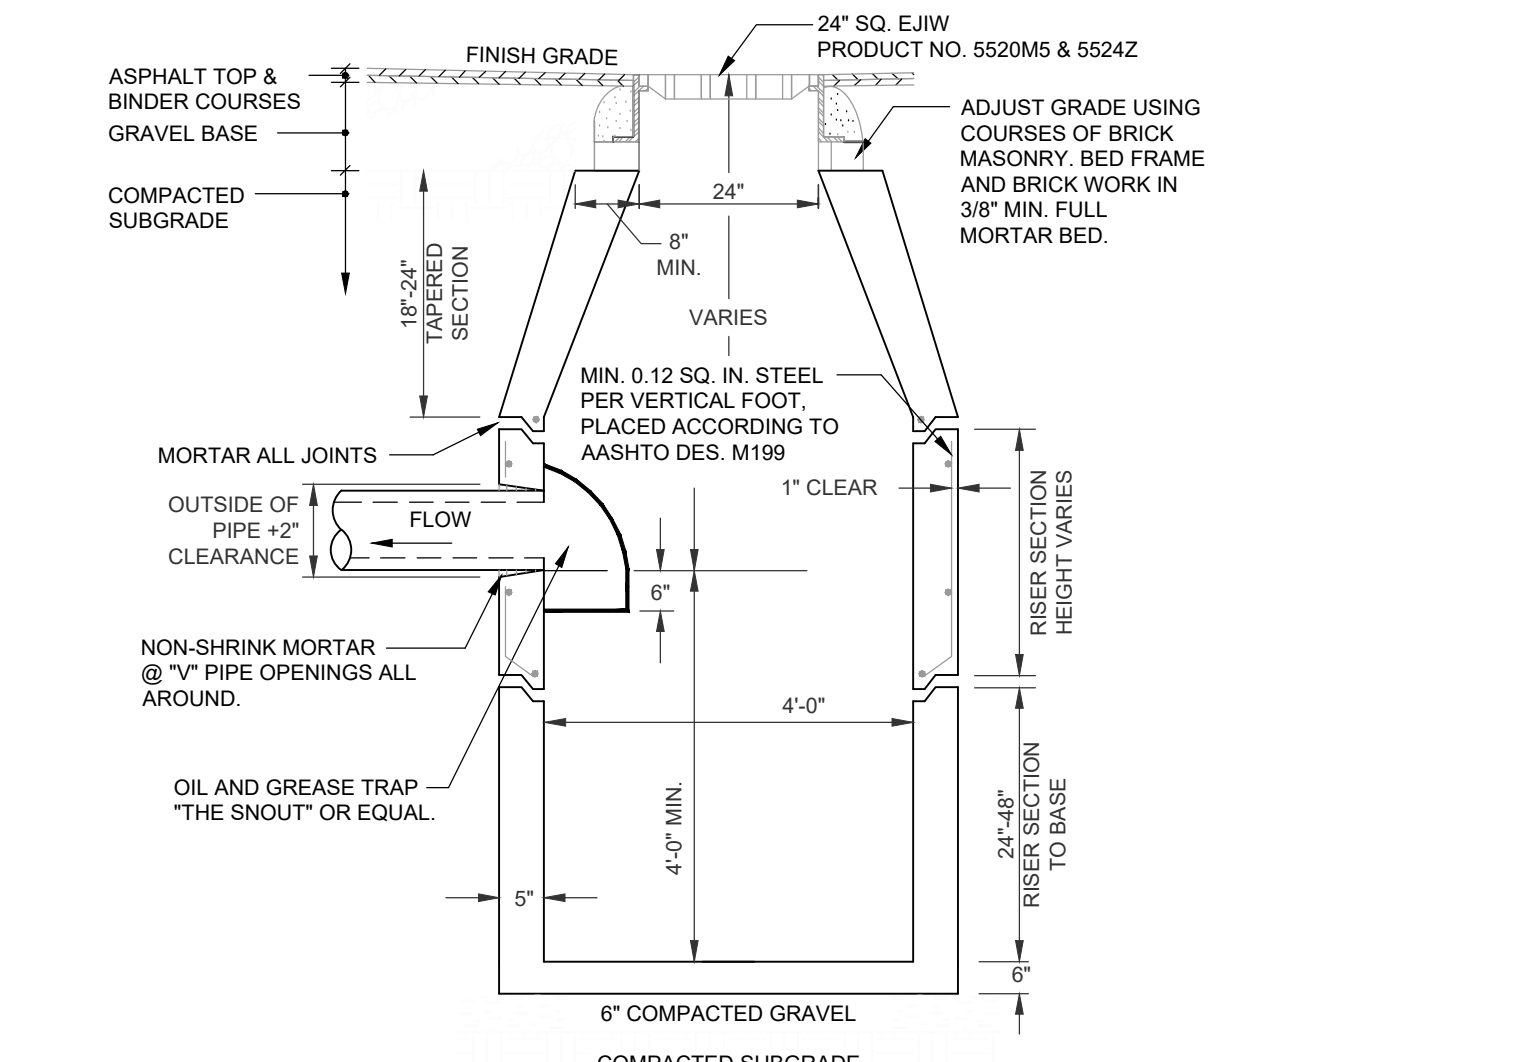 24" SQ. EJIW
PRODUCT NO. 5520M5 & 5524Z
FINISH GRADE
ASPHALT TOP &
BINDER COURSES
GRAVEL BASE
COMPACTED
SUBGRADE
ADJUST GRADE USING
COURSES OF BRICK
MASONRY. BED FRAME
AND BRICK WORK IN
3/8" MIN. FULL
MORTAR BED.
24"
8"
MIN.
18"-24"
TAPERED
SECTION
VARIES
MIN. 0.12 SQ. IN. STEEL
PER VERTICAL FOOT,
PLACED ACCORDING TO
AASHTO DES. M199
MORTAR ALL JOINTS
1" CLEAR
OUTSIDE OF
PIPE +2"
CLEARANCE
FLOW
RISER SECTION
HEIGHT VARIES
6"
NON-SHRINK MORTAR
@ "V" PIPE OPENINGS ALL
AROUND.
4'-0"
OIL AND GREASE TRAP
"THE SNOUT" OR EQUAL.
4'-0" MIN.
24"-48"
RISER SECTION
TO BASE
5"
6"
6" COMPACTED GRAVEL
COMPACTED SUBGRADE